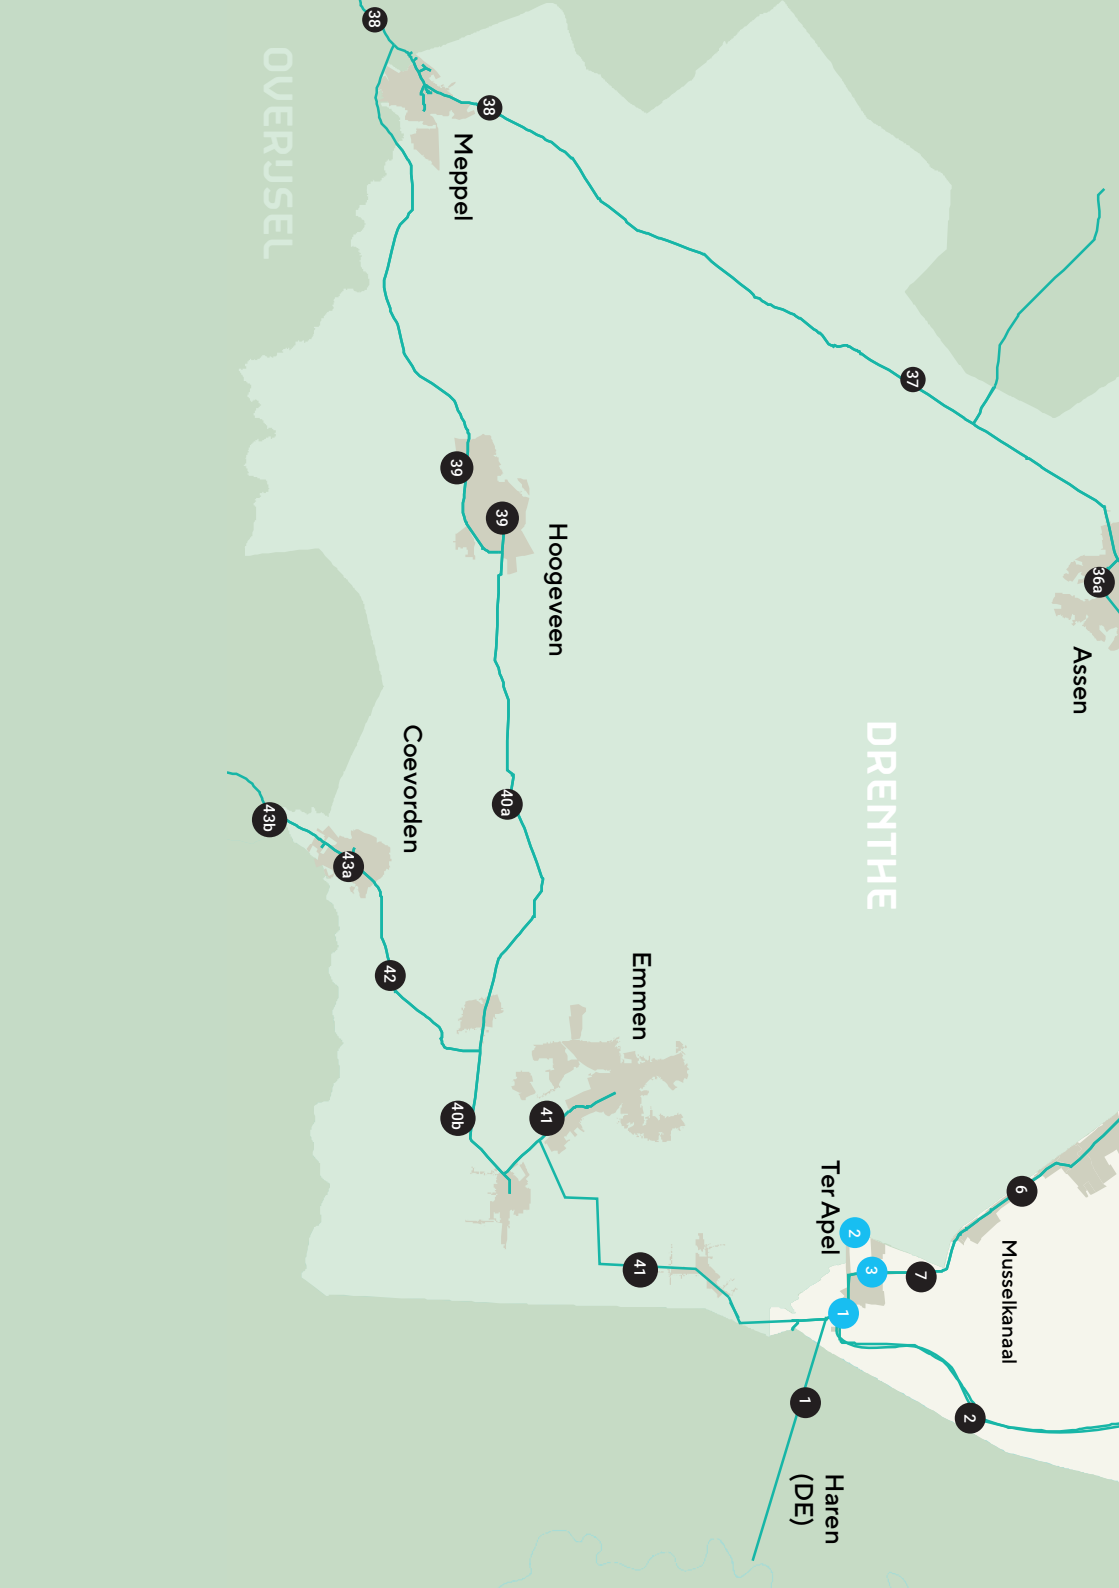 38
OVERIJSSEL
38
Meppel
37
39
39
Hoogeveen
36a
Assen
DRENTHE
Coevorden
43b
43a
40a
42
Emmen
40b
41
41
Ter Apel
2
3
1
7
6
Musselkanaal
1
2
Haren
(DE)